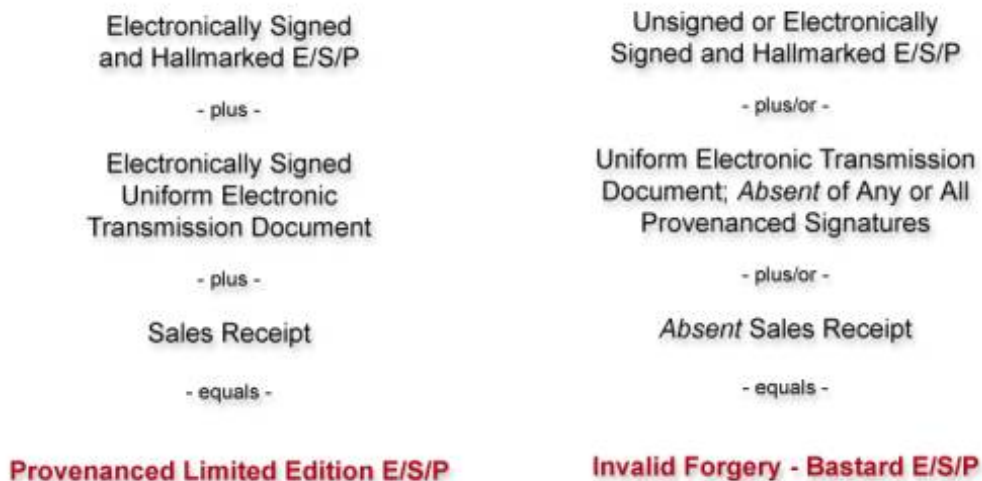 Electronically Signed
and Hallmarked E/S/P
- plus -
Electronically Signed
Uniform Electronic
Transmission Document
- plus -
Sales Receipt
- equals -
Provenanced Limited Edition E/S/P
Unsigned or Electronically
Signed and Hallmarked E/S/P
- plus/or -
Uniform Electronic Transmission
Document; Absent of Any or All
Provenanced Signatures
- plus/or -
Absent Sales Receipt
- equals -
Invalid Forgery - Bastard E/S/P